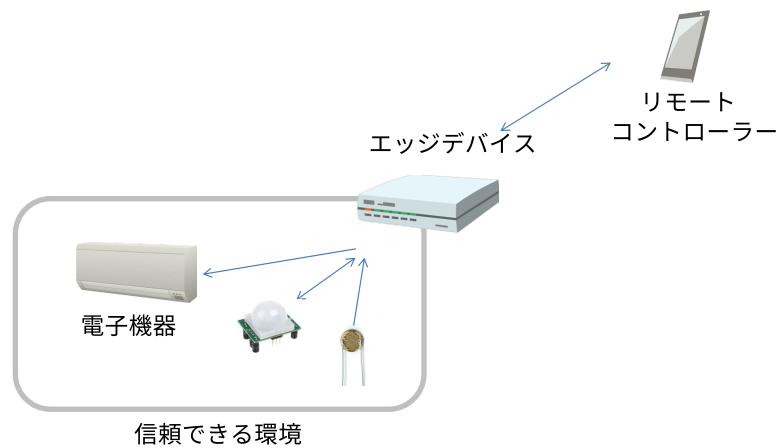 リモート
コントローラー
エッジデバイス
電子機器
信頼できる環境